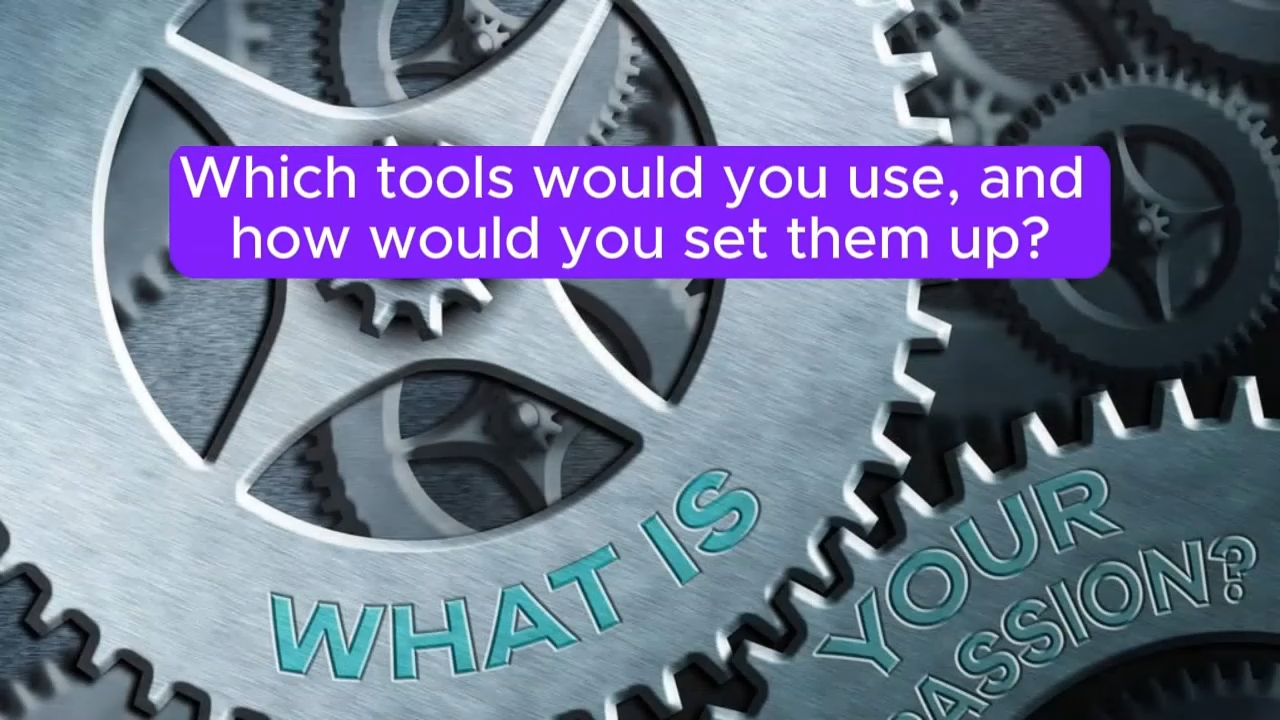 Which tools would you use, and
how would you set them up?
WHAT IS
YOUR
PASSION?